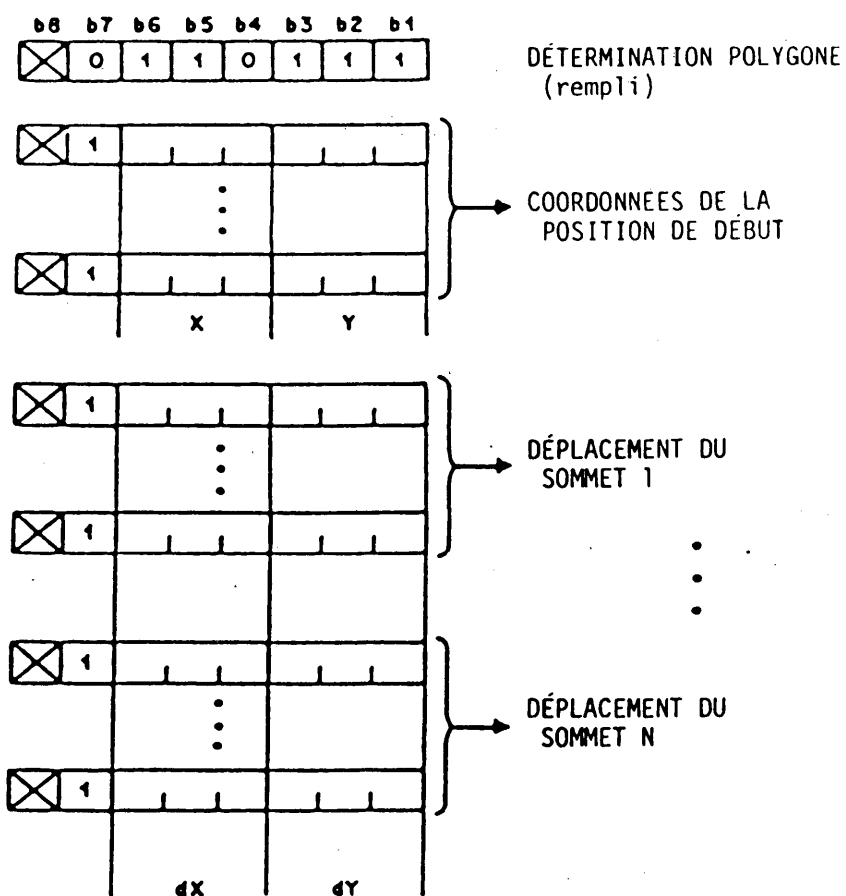 b8 b7 b6 b5 b4 b3 b2 b1
0 1 1 0 1 1 1
DÉTERMINATION POLYGONE
(rempli)
1
COORDONNEES DE LA
POSITION DE DÉBUT
1
X Y
1
DÉPLACEMENT DU
SOMMET 1
1
1
DÉPLACEMENT DU
SOMMET N
1
dX dY